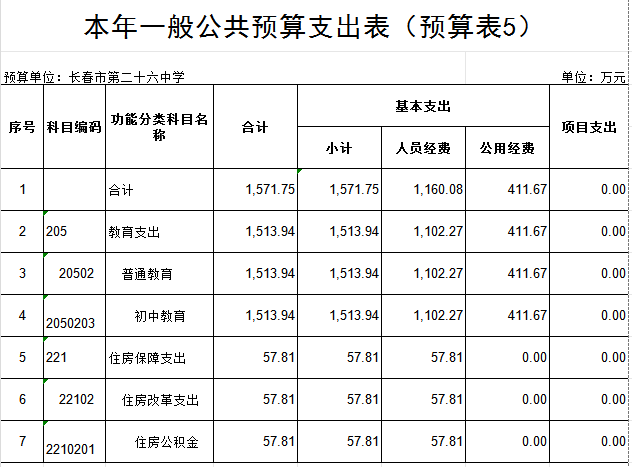 本年一般公共预算支出表（预算表5）
预算单位：长春市第二十六中学 单位：万元
序号 科目编码 功能分类科目名称 合计 基本支出 项目支出
小计 人员经费 公用经费
1 合计 1,571.75 1,571.75 1,160.08 411.67 0.00
2 205 教育支出 1,513.94 1,513.94 1,102.27 411.67 0.00
3 20502 普通教育 1,513.94 1,513.94 1,102.27 411.67 0.00
4 2050203 初中教育 1,513.94 1,513.94 1,102.27 411.67 0.00
5 221 住房保障支出 57.81 57.81 57.81 0.00 0.00
6 22102 住房改革支出 57.81 57.81 57.81 0.00 0.00
7 2210201 住房公积金 57.81 57.81 57.81 0.00 0.00